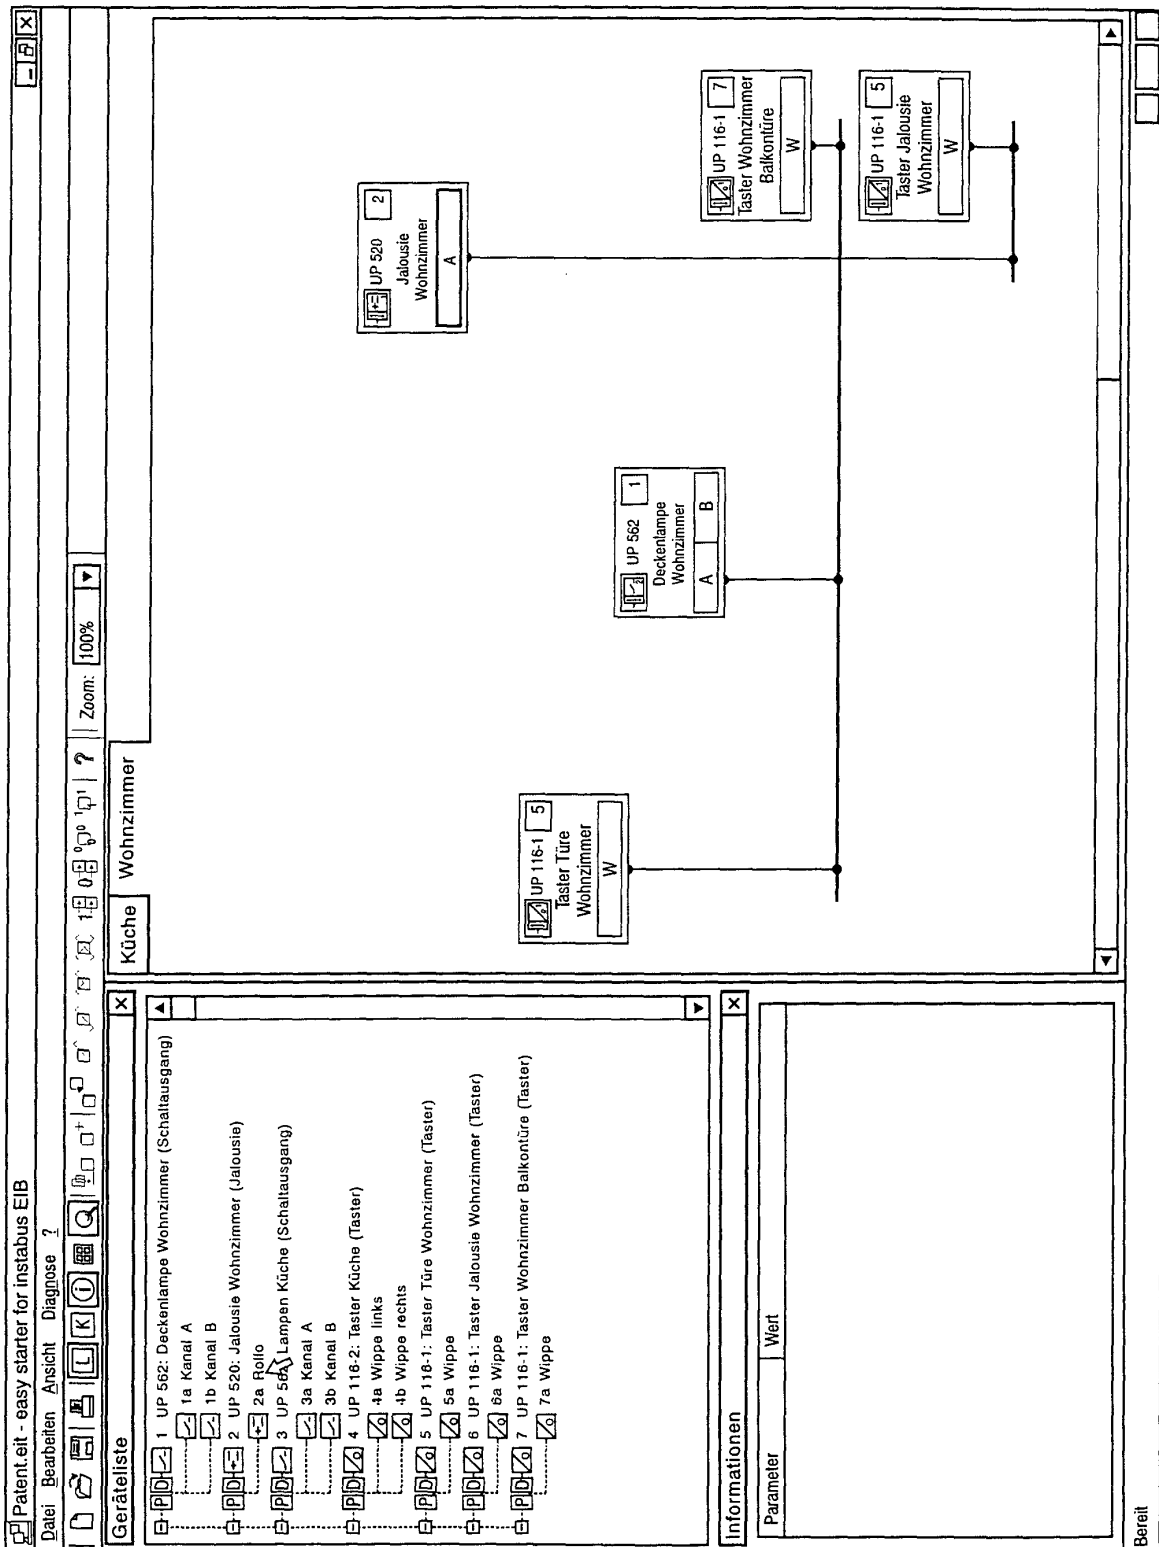 Patent.eit - easy starter for instabus EIB
Datei Bearbeiten Ansicht Diagnose ?
L K i ? Zoom: 100%
Geräteliste
P D 1 UP 562: Deckenlampe Wohnzimmer (Schaltausgang)
1a Kanal A
1b Kanal B
P D 2 UP 520: Jalousie Wohnzimmer (Jalousie)
2a Rollo
P D 3 UP 562: Lampen Küche (Schaltausgang)
3a Kanal A
3b Kanal B
P D 4 UP 116-2: Taster Küche (Taster)
4a Wippe links
4b Wippe rechts
P D 5 UP 116-1: Taster Türe Wohnzimmer (Taster)
5a Wippe
P D 6 UP 116-1: Taster Jalousie Wohnzimmer (Taster)
6a Wippe
P D 7 UP 116-1: Taster Wohnzimmer Balkontüre (Taster)
7a Wippe
Informationen
Parameter Wert
Küche Wohnzimmer
UP 520 2
Jalousie
Wohnzimmer
A
UP 116-1 5
Taster Türe
Wohnzimmer
W
UP 562 1
Deckenlampe
Wohnzimmer
A B
UP 116-1 7
Taster Wohnzimmer
Balkontüre
W
UP 116-1 5
Taster Jalousie
Wohnzimmer
W
Bereit